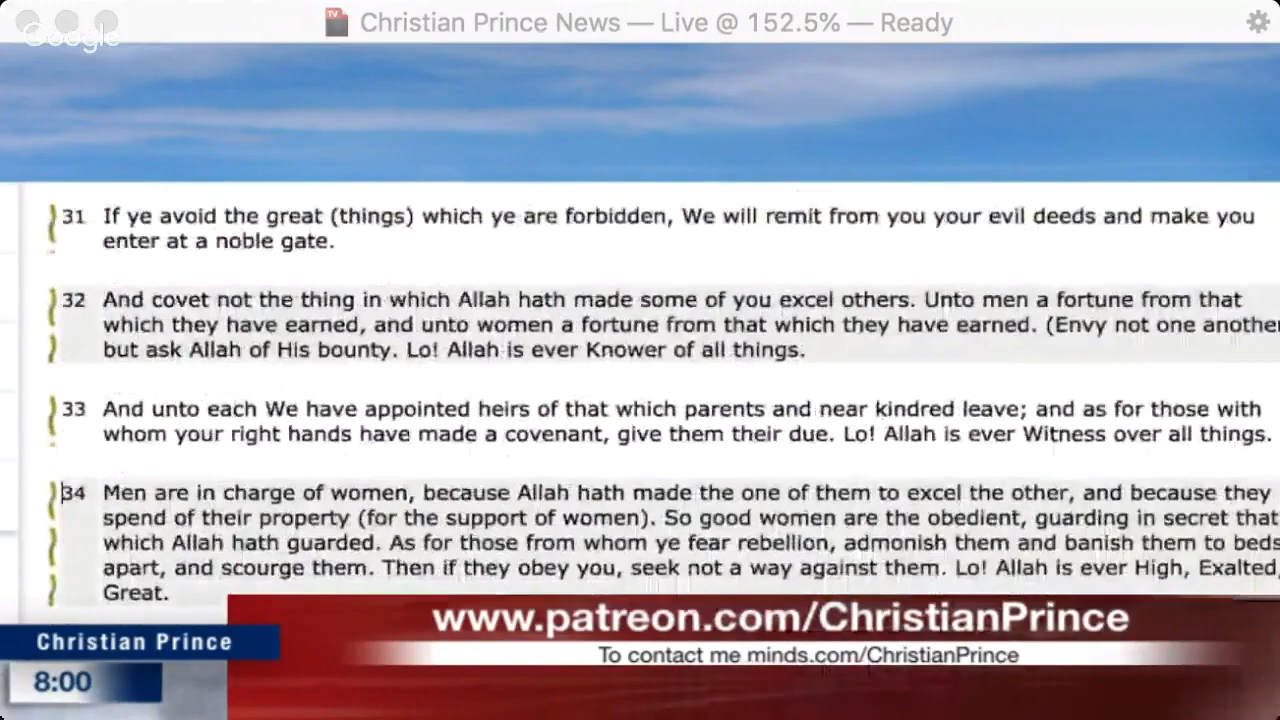 TV
Christian Prince News — Live @ 152.5% — Ready
Google
31 If ye avoid the great (things) which ye are forbidden, We will remit from you your evil deeds and make you
enter at a noble gate.
32 And covet not the thing in which Allah hath made some of you excel others. Unto men a fortune from that
which they have earned, and unto women a fortune from that which they have earned. (Envy not one another
but ask Allah of His bounty. Lo! Allah is ever Knower of all things.
33 And unto each We have appointed heirs of that which parents and near kindred leave; and as for those with
whom your right hands have made a covenant, give them their due. Lo! Allah is ever Witness over all things.
34 Men are in charge of women, because Allah hath made the one of them to excel the other, and because they
spend of their property (for the support of women). So good women are the obedient, guarding in secret that
which Allah hath guarded. As for those from whom ye fear rebellion, admonish them and banish them to beds
apart, and scourge them. Then if they obey you, seek not a way against them. Lo! Allah is ever High, Exalted,
Great.
www.patreon.com/ChristianPrince
Christian Prince
To contact me minds.com/ChristianPrince
8:00